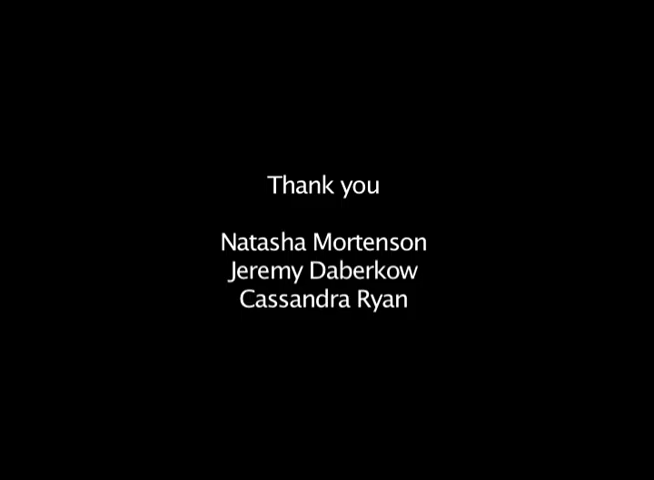 Thank you
Natasha Mortenson
Jeremy Daberkow
Cassandra Ryan